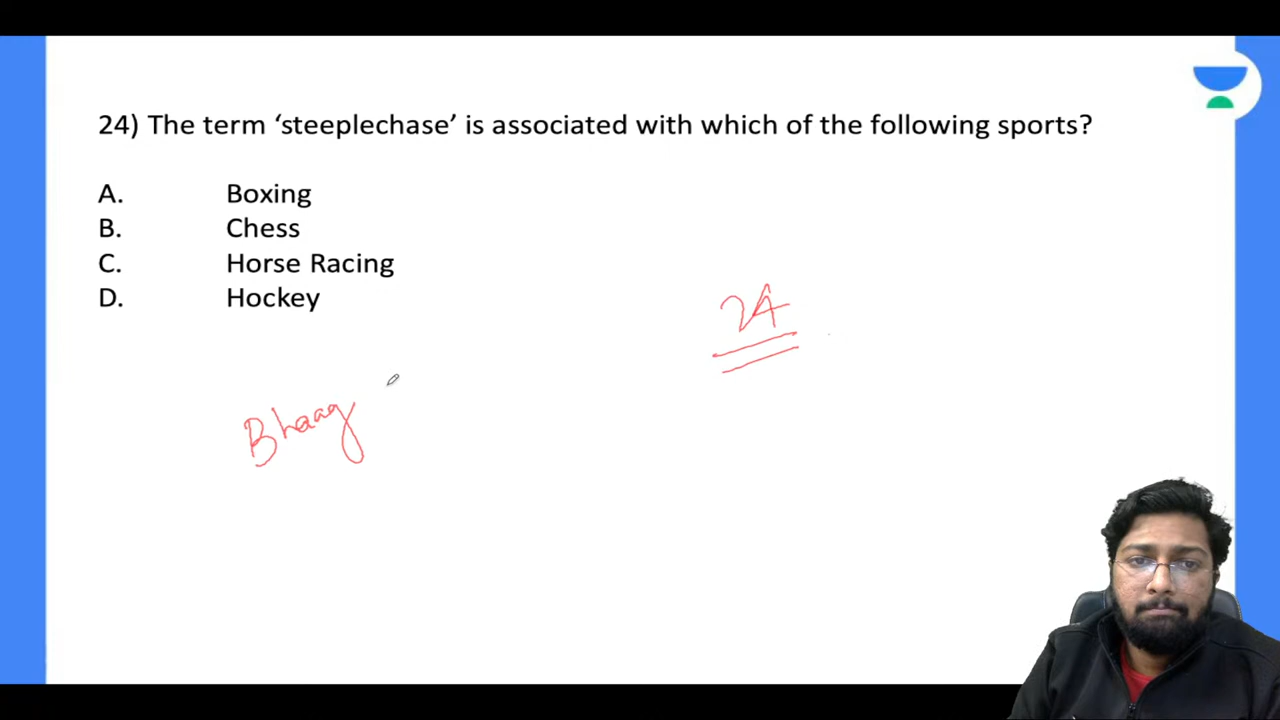 24) The term ‘steeplechase’ is associated with which of the following sports?
A. Boxing
B. Chess
C. Horse Racing
D. Hockey
24
Bhaag